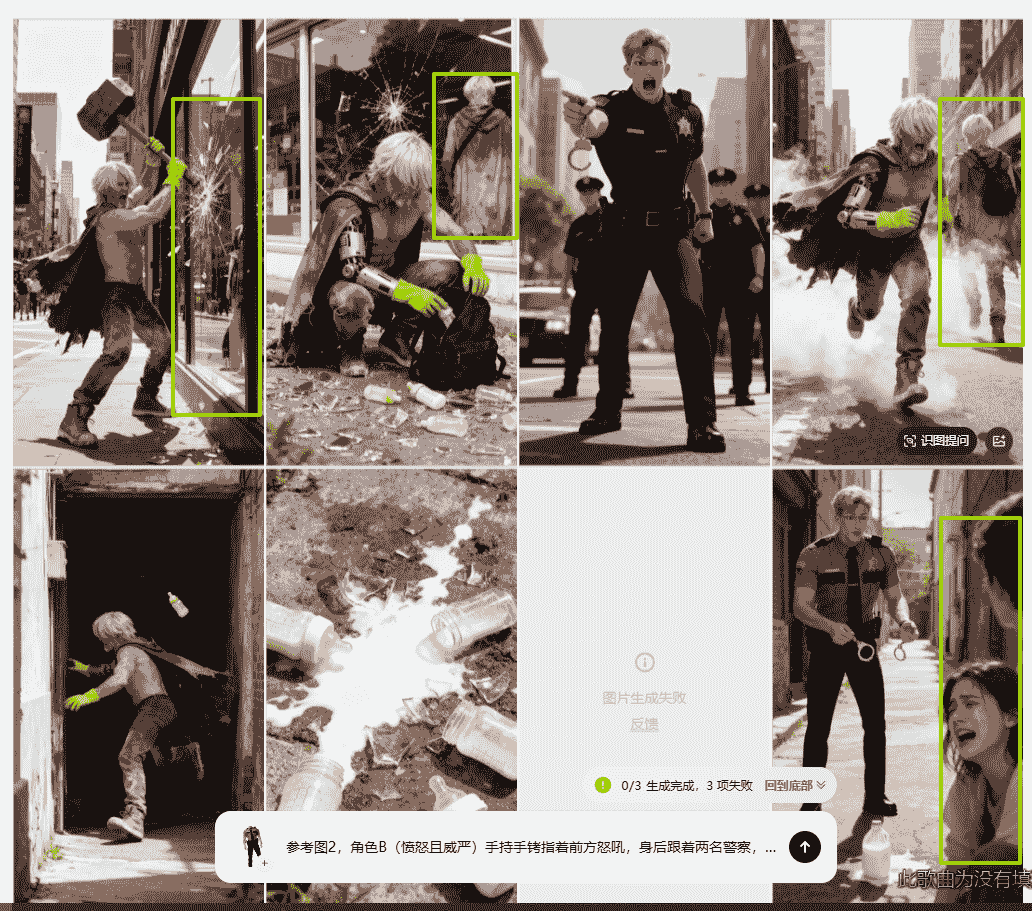 识图提问
图片生成失败
反馈
0/3 生成完成，3 项失败 回到底部
参考图2，角色B（愤怒且威严）手持手铐指着前方怒吼，身后跟着两名警察，...
此歌曲为没有填